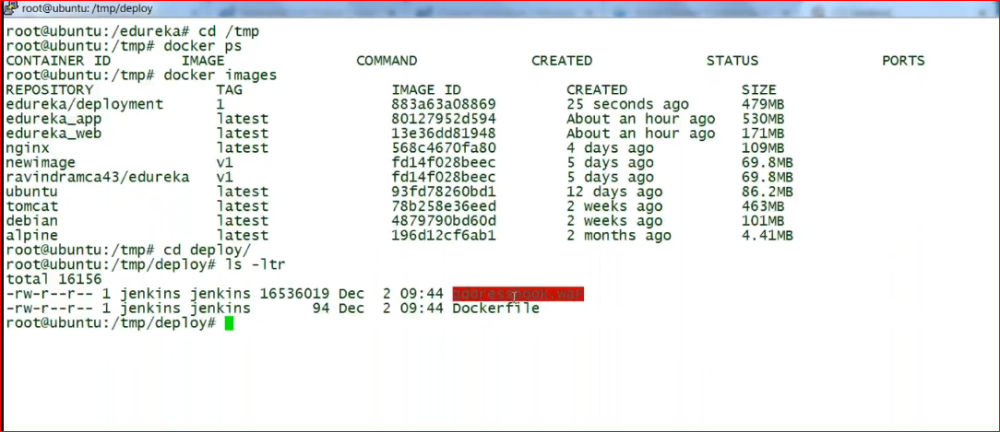 root@ubuntu: /tmp/deploy
root@ubuntu:/edureka# cd /tmp
root@ubuntu:/tmp# docker ps
CONTAINER ID IMAGE COMMAND CREATED STATUS PORTS
root@ubuntu:/tmp# docker images
REPOSITORY TAG IMAGE ID CREATED SIZE
edureka/deployment 1 883a63a08869 25 seconds ago 479MB
edureka_app latest 80127952d594 About an hour ago 530MB
edureka_web latest 13e36dd81948 About an hour ago 171MB
nginx latest 568c4670fa80 4 days ago 109MB
newimage v1 fd14f028beec 5 days ago 69.8MB
ravindramca43/edureka v1 fd14f028beec 5 days ago 69.8MB
ubuntu latest 93fd78260bd1 12 days ago 86.2MB
tomcat latest 78b258e36eed 2 weeks ago 463MB
debian latest 4879790bd60d 2 weeks ago 101MB
alpine latest 196d12cf6ab1 2 months ago 4.41MB
root@ubuntu:/tmp# cd deploy/
root@ubuntu:/tmp/deploy# ls -ltr
total 16156
-rw-r--r-- 1 jenkins jenkins 16536019 Dec 2 09:44 addressbook.war
-rw-r--r-- 1 jenkins jenkins 94 Dec 2 09:44 Dockerfile
root@ubuntu:/tmp/deploy#